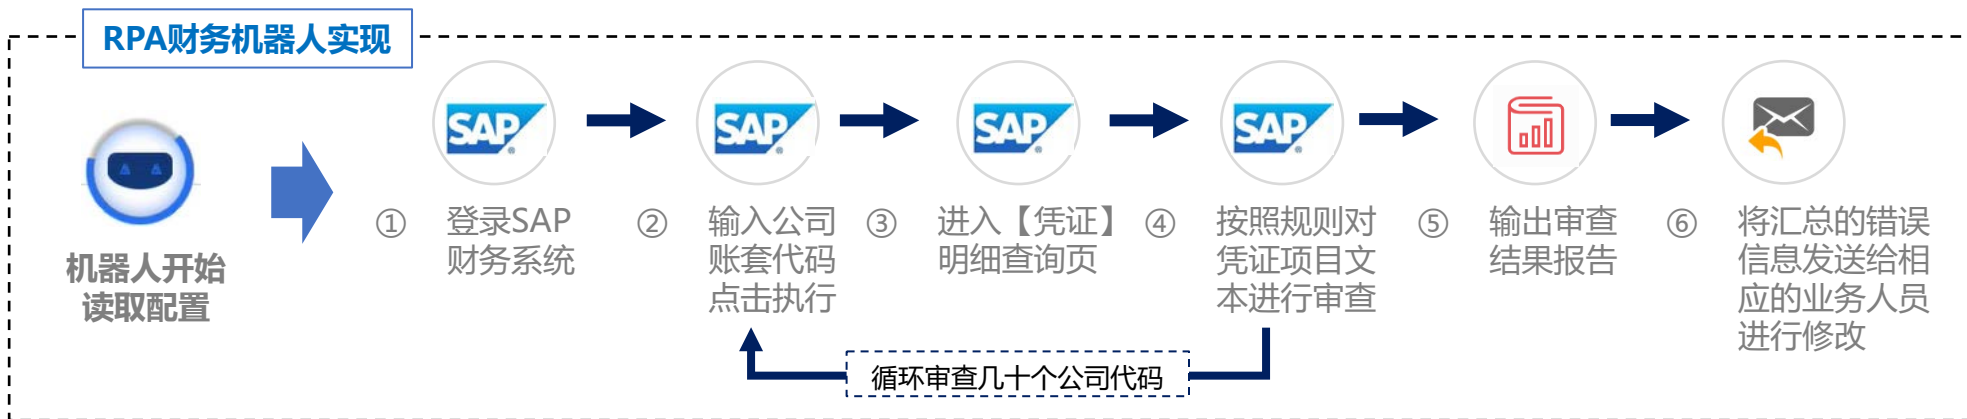 RPA财务机器人实现
机器人开始
读取配置
SAP
①
登录SAP
财务系统
SAP
②
输入公司
账套代码
点击执行
SAP
③
进入【凭证】
明细查询页
SAP
④
按照规则对
凭证项目文
本进行审查
⑤
输出审查
结果报告
⑥
将汇总的错误
信息发送给相
应的业务人员
进行修改
循环审查几十个公司代码